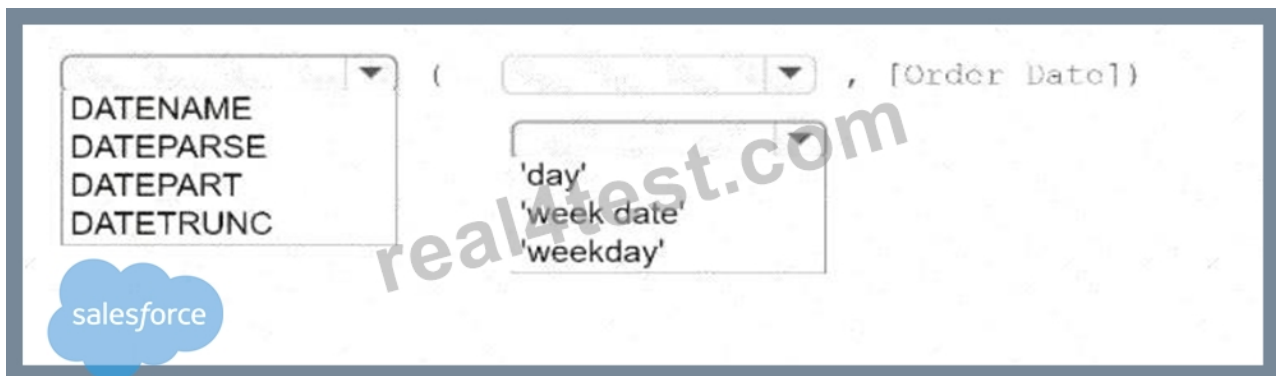 ( , [Order Date])
DATENAME
DATEPARSE
DATEPART
DATETRUNC
'day'
'week date'
'weekday'
real4test.com
salesforce